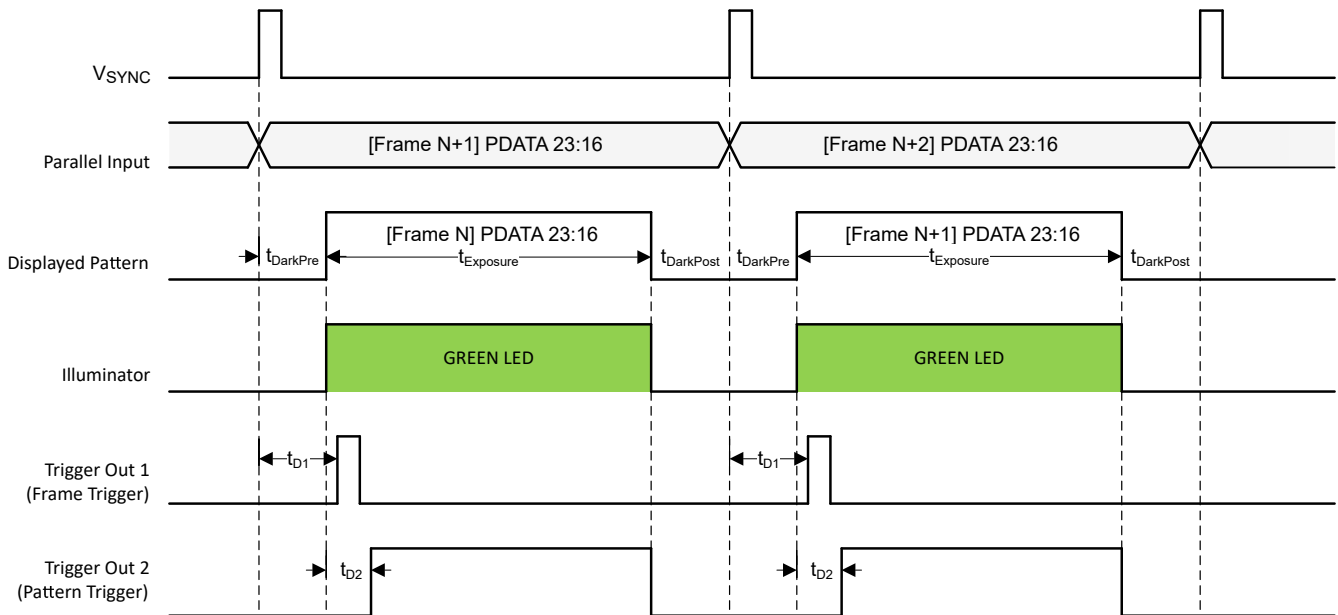 VSYNC
Parallel Input
[Frame N+1] PDATA 23:16
[Frame N+2] PDATA 23:16
Displayed Pattern
[Frame N] PDATA 23:16
[Frame N+1] PDATA 23:16
tDarkPre
tExposure
tDarkPost
tDarkPre
tExposure
tDarkPost
Illuminator
GREEN LED
GREEN LED
Trigger Out 1
(Frame Trigger)
tD1
tD1
Trigger Out 2
(Pattern Trigger)
tD2
tD2